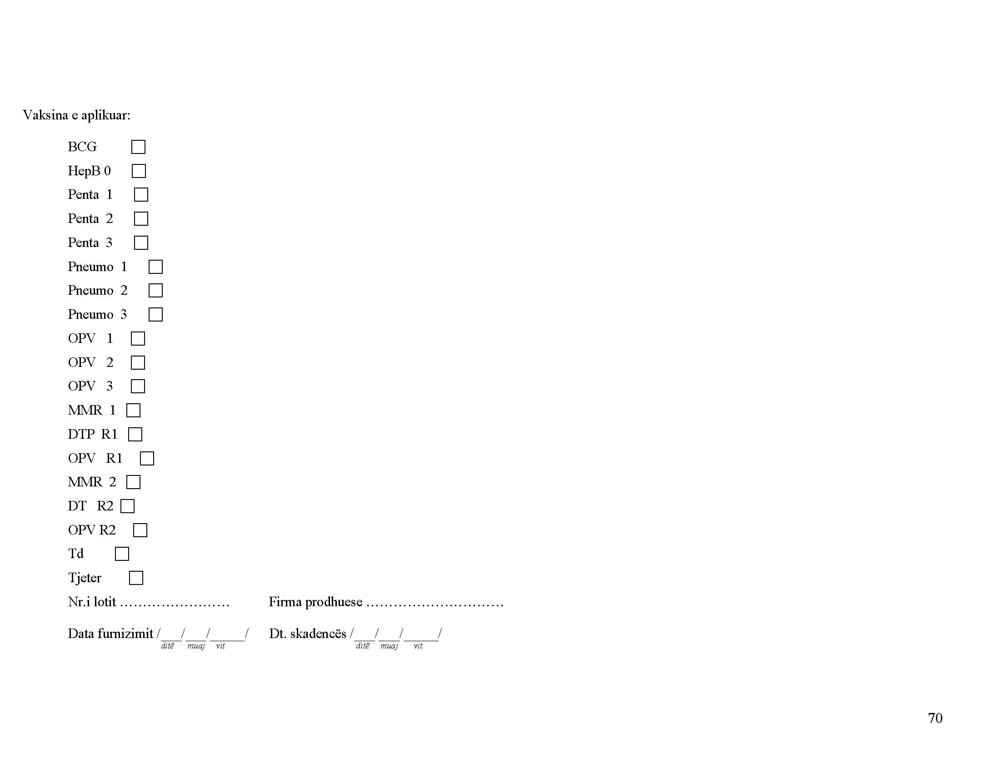 Vaksina e aplikuar:
BCG ☐
HepB 0 ☐
Penta 1 ☐
Penta 2 ☐
Penta 3 ☐
Pneumo 1 ☐
Pneumo 2 ☐
Pneumo 3 ☐
OPV 1 ☐
OPV 2 ☐
OPV 3 ☐
MMR 1 ☐
DTP R1 ☐
OPV R1 ☐
MMR 2 ☐
DT R2 ☐
OPV R2 ☐
Td ☐
Tjeter ☐
Nr.i lotit …………………… Firma prodhuese …………………………
Data furnizimit /___/___/_____/ Dt. skadencës /___/___/_____/
ditë muaj vit ditë muaj vit
70